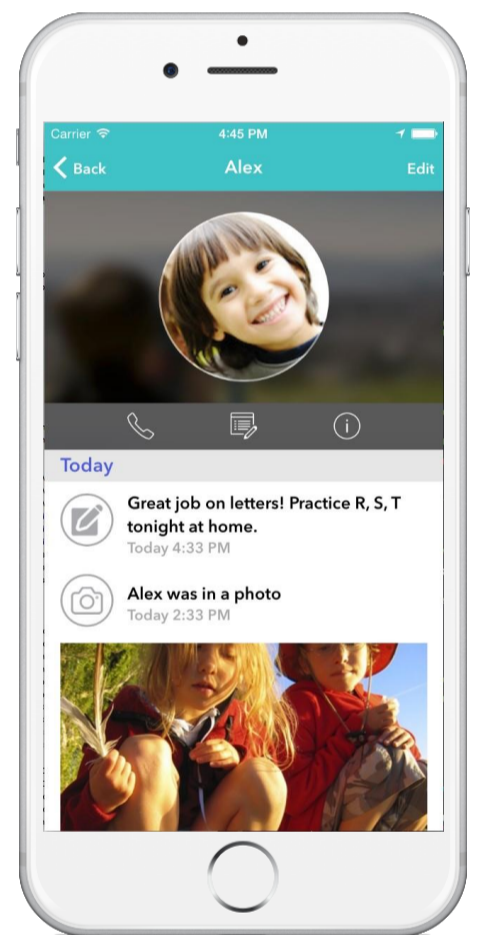 Carrier 4:45 PM
Back Alex Edit
Today
Great job on letters! Practice R, S, T
tonight at home.
Today 4:33 PM
Alex was in a photo
Today 2:33 PM